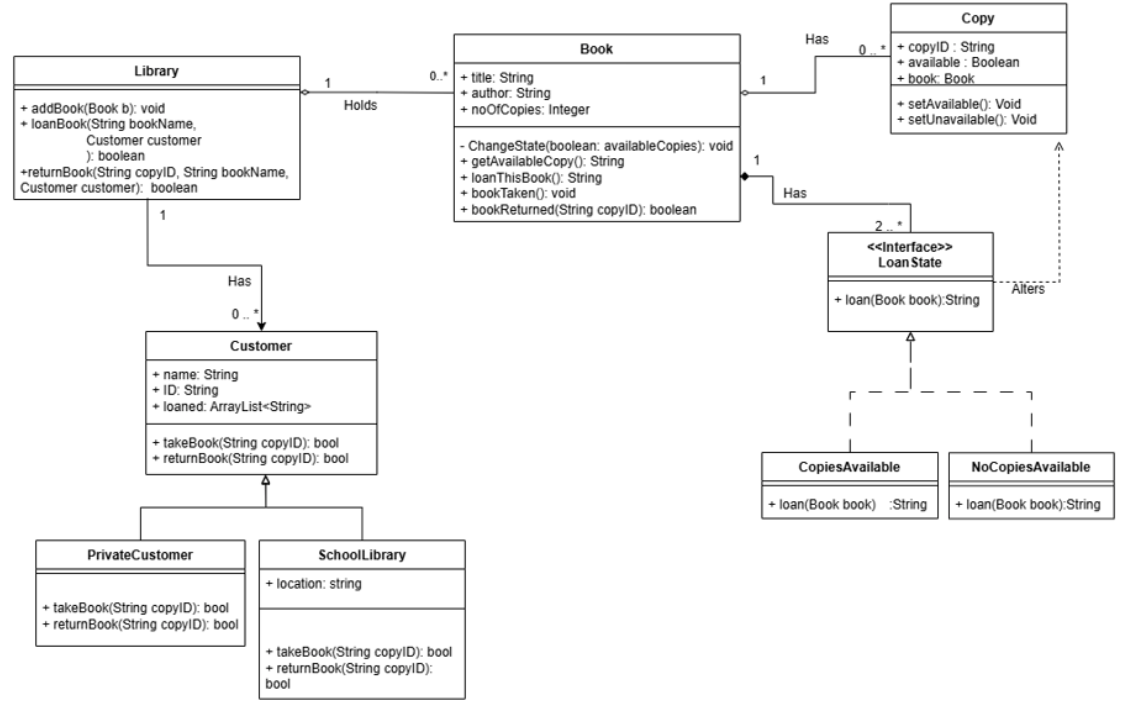 Library
+ addBook(Book b): void
+ loanBook(String bookName,
Customer customer
): boolean
+returnBook(String copyID, String bookName,
Customer customer): boolean
1
Holds
0..*
Book
+ title: String
+ author: String
+ noOfCopies: Integer
- ChangeState(boolean: availableCopies): void
+ getAvailableCopy(): String
+ loanThisBook(): String
+ bookTaken(): void
+ bookReturned(String copyID): boolean
1
Has
0 .. *
Copy
+ copyID : String
+ available : Boolean
+ book: Book
+ setAvailable(): Void
+ setUnavailable(): Void
1
Has
2 .. *
<<Interface>>
LoanState
+ loan(Book book):String
Alters
CopiesAvailable
+ loan(Book book) :String
NoCopiesAvailable
+ loan(Book book):String
1
Has
0 .. *
Customer
+ name: String
+ ID: String
+ loaned: ArrayList<String>
+ takeBook(String copyID): bool
+ returnBook(String copyID): bool
PrivateCustomer
+ takeBook(String copyID): bool
+ returnBook(String copyID): bool
SchoolLibrary
+ location: string
+ takeBook(String copyID): bool
+ returnBook(String copyID):
bool